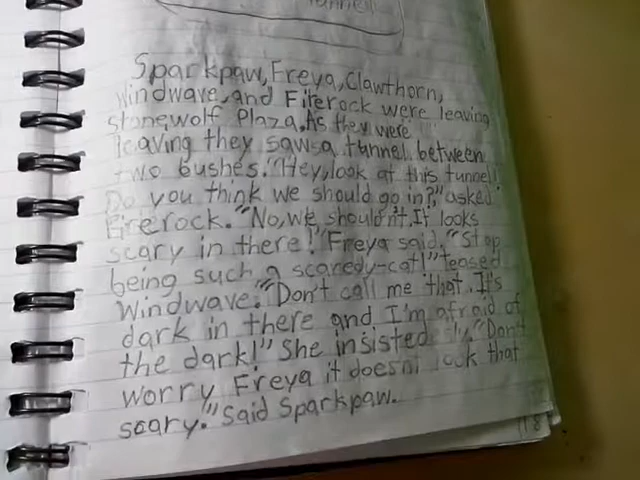 Tunnel
Sparkpaw, Freya, Clawthorn,
Windwave, and Firerock were leaving
stonewolf Plaza. As they were
leaving they saw a tunnel between
two bushes. "Hey, look at this tunnel!
Do you think we should go in?" asked
Firerock. "No, we shouldn't. It looks
scary in there!" Freya said. "Stop
being such a scaredy-cat!" teased
Windwave. "Don't call me that. It's
dark in there and I'm afraid of
the dark!" She insisted. "Don't
worry Freya it doesnt look that
scary." Said Sparkpaw.